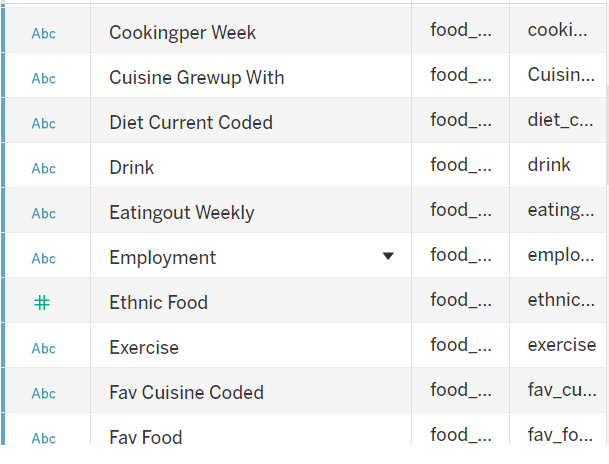 Abc Cookingper Week food_... cooki...
Abc Cuisine Grewup With food_... Cuisin...
Abc Diet Current Coded food_... diet_c...
Abc Drink food_... drink
Abc Eatingout Weekly food_... eating...
Abc Employment food_... emplo...
# Ethnic Food food_... ethnic...
Abc Exercise food_... exercise
Abc Fav Cuisine Coded food_... fav_cu...
Abc Fav Food food_... fav_fo...